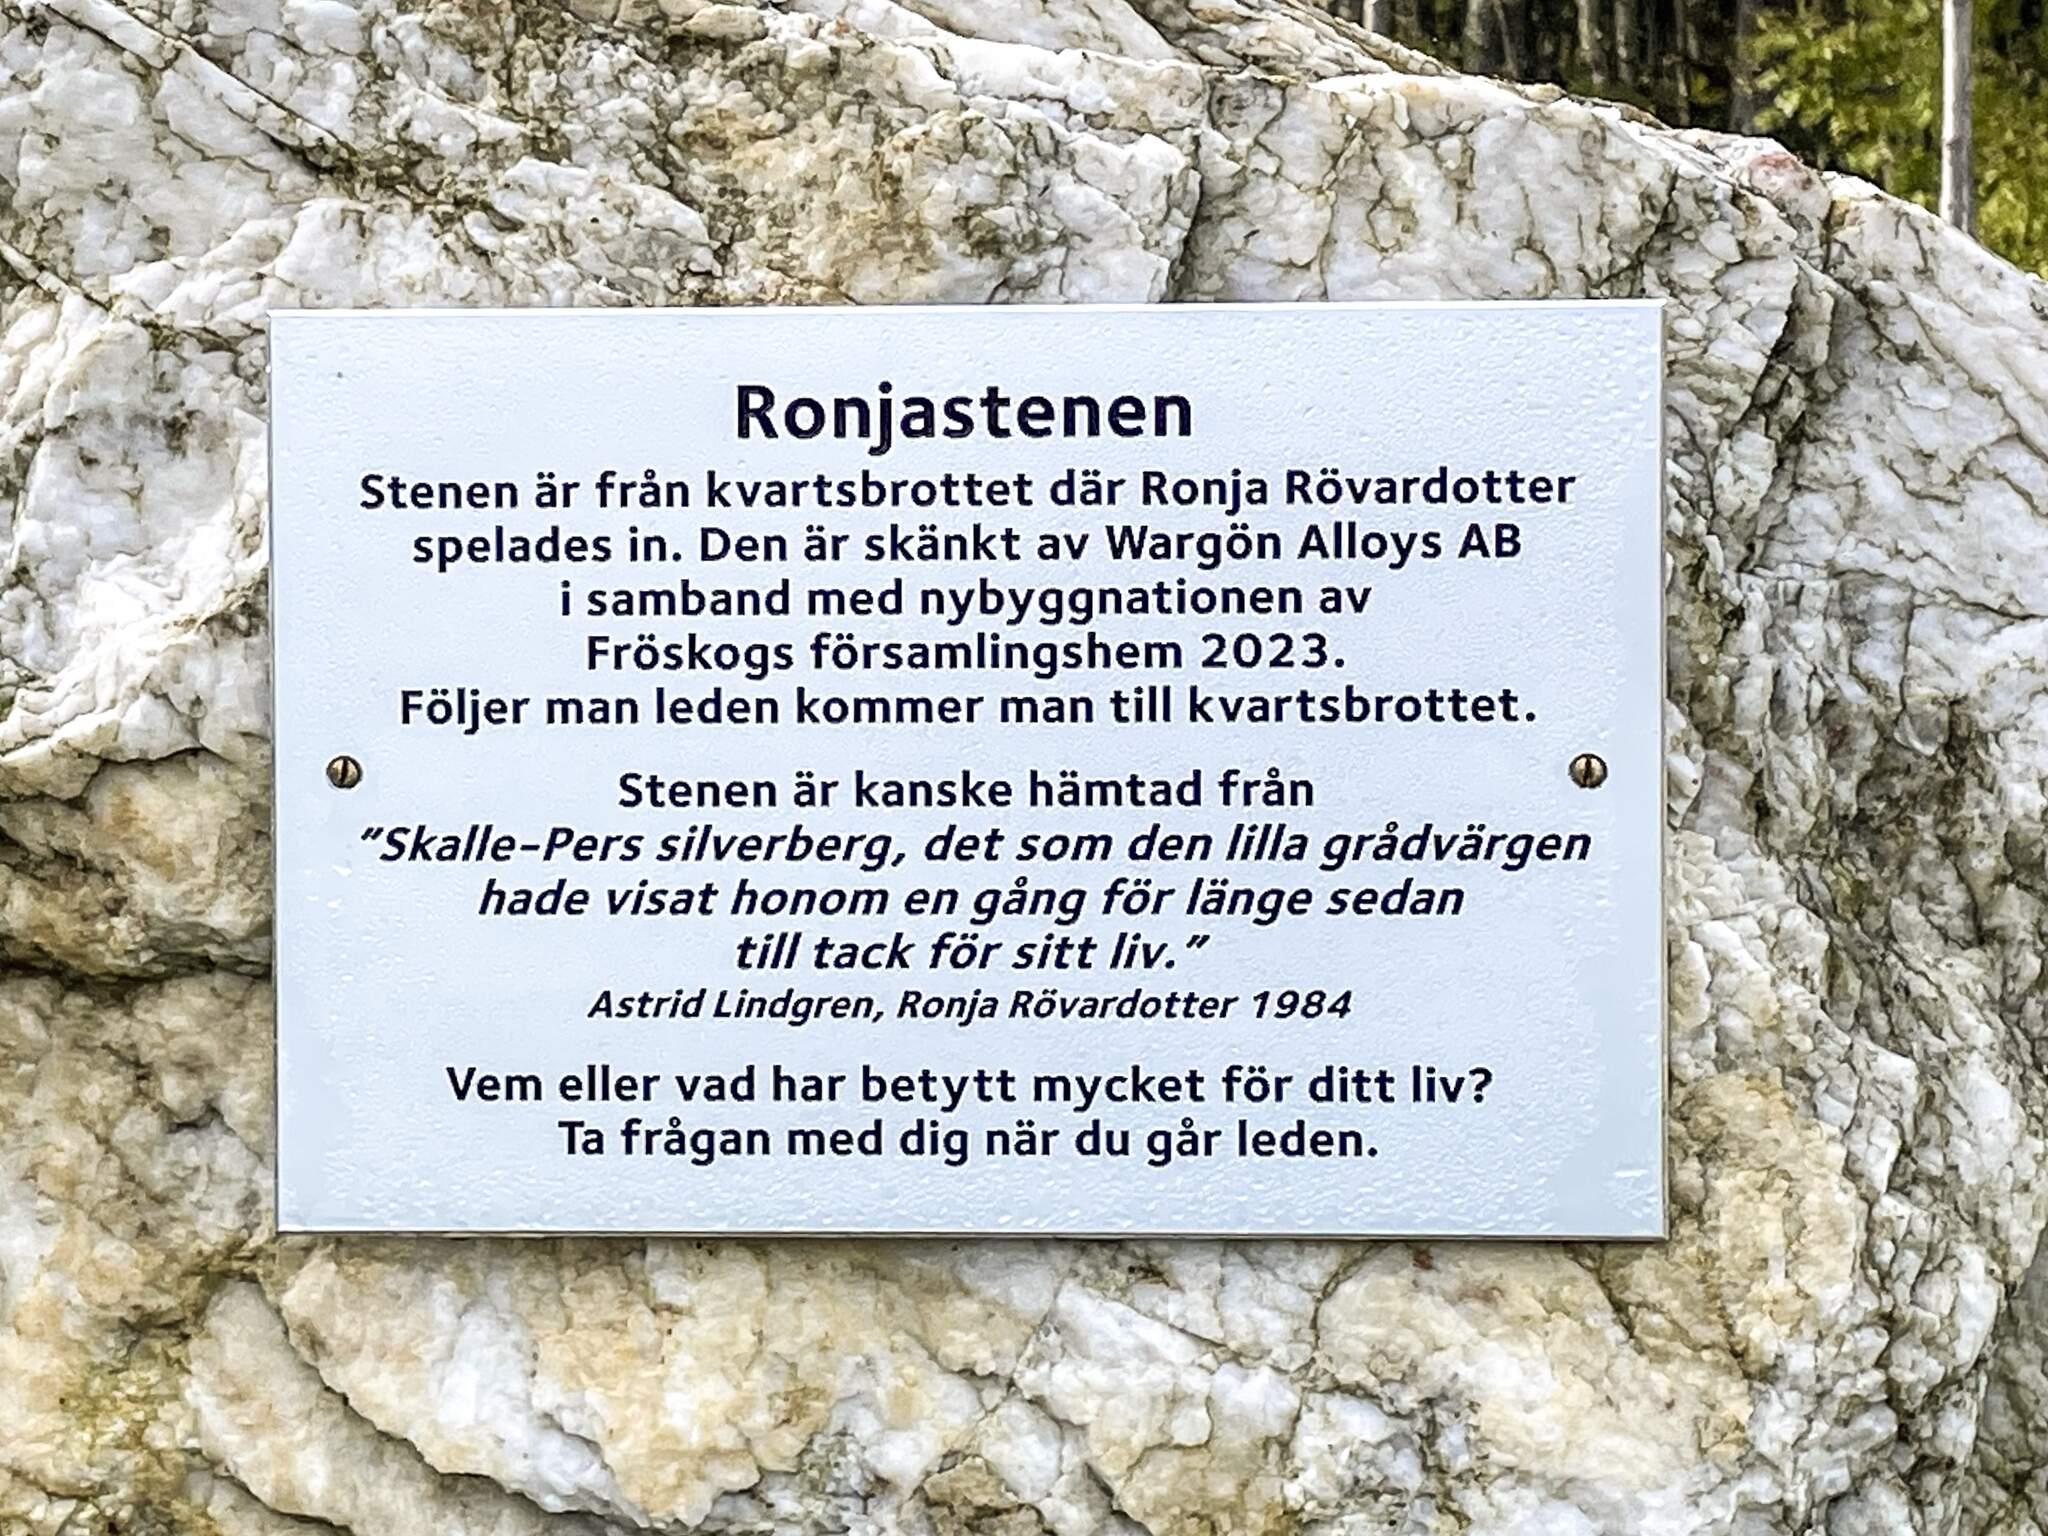 Ronjastenen
Stenen är från kvartsbrottet där Ronja Rövardotter
spelades in. Den är skänkt av Wargön Alloys AB
i samband med nybyggnationen av
Fröskogs församlingshem 2023.
Följer man leden kommer man till kvartsbrottet.
Stenen är kanske hämtad från
”Skalle-Pers silverberg, det som den lilla grådvärgen
hade visat honom en gång för länge sedan
till tack för sitt liv.”
Astrid Lindgren, Ronja Rövardotter 1984
Vem eller vad har betytt mycket för ditt liv?
Ta frågan med dig när du går leden.